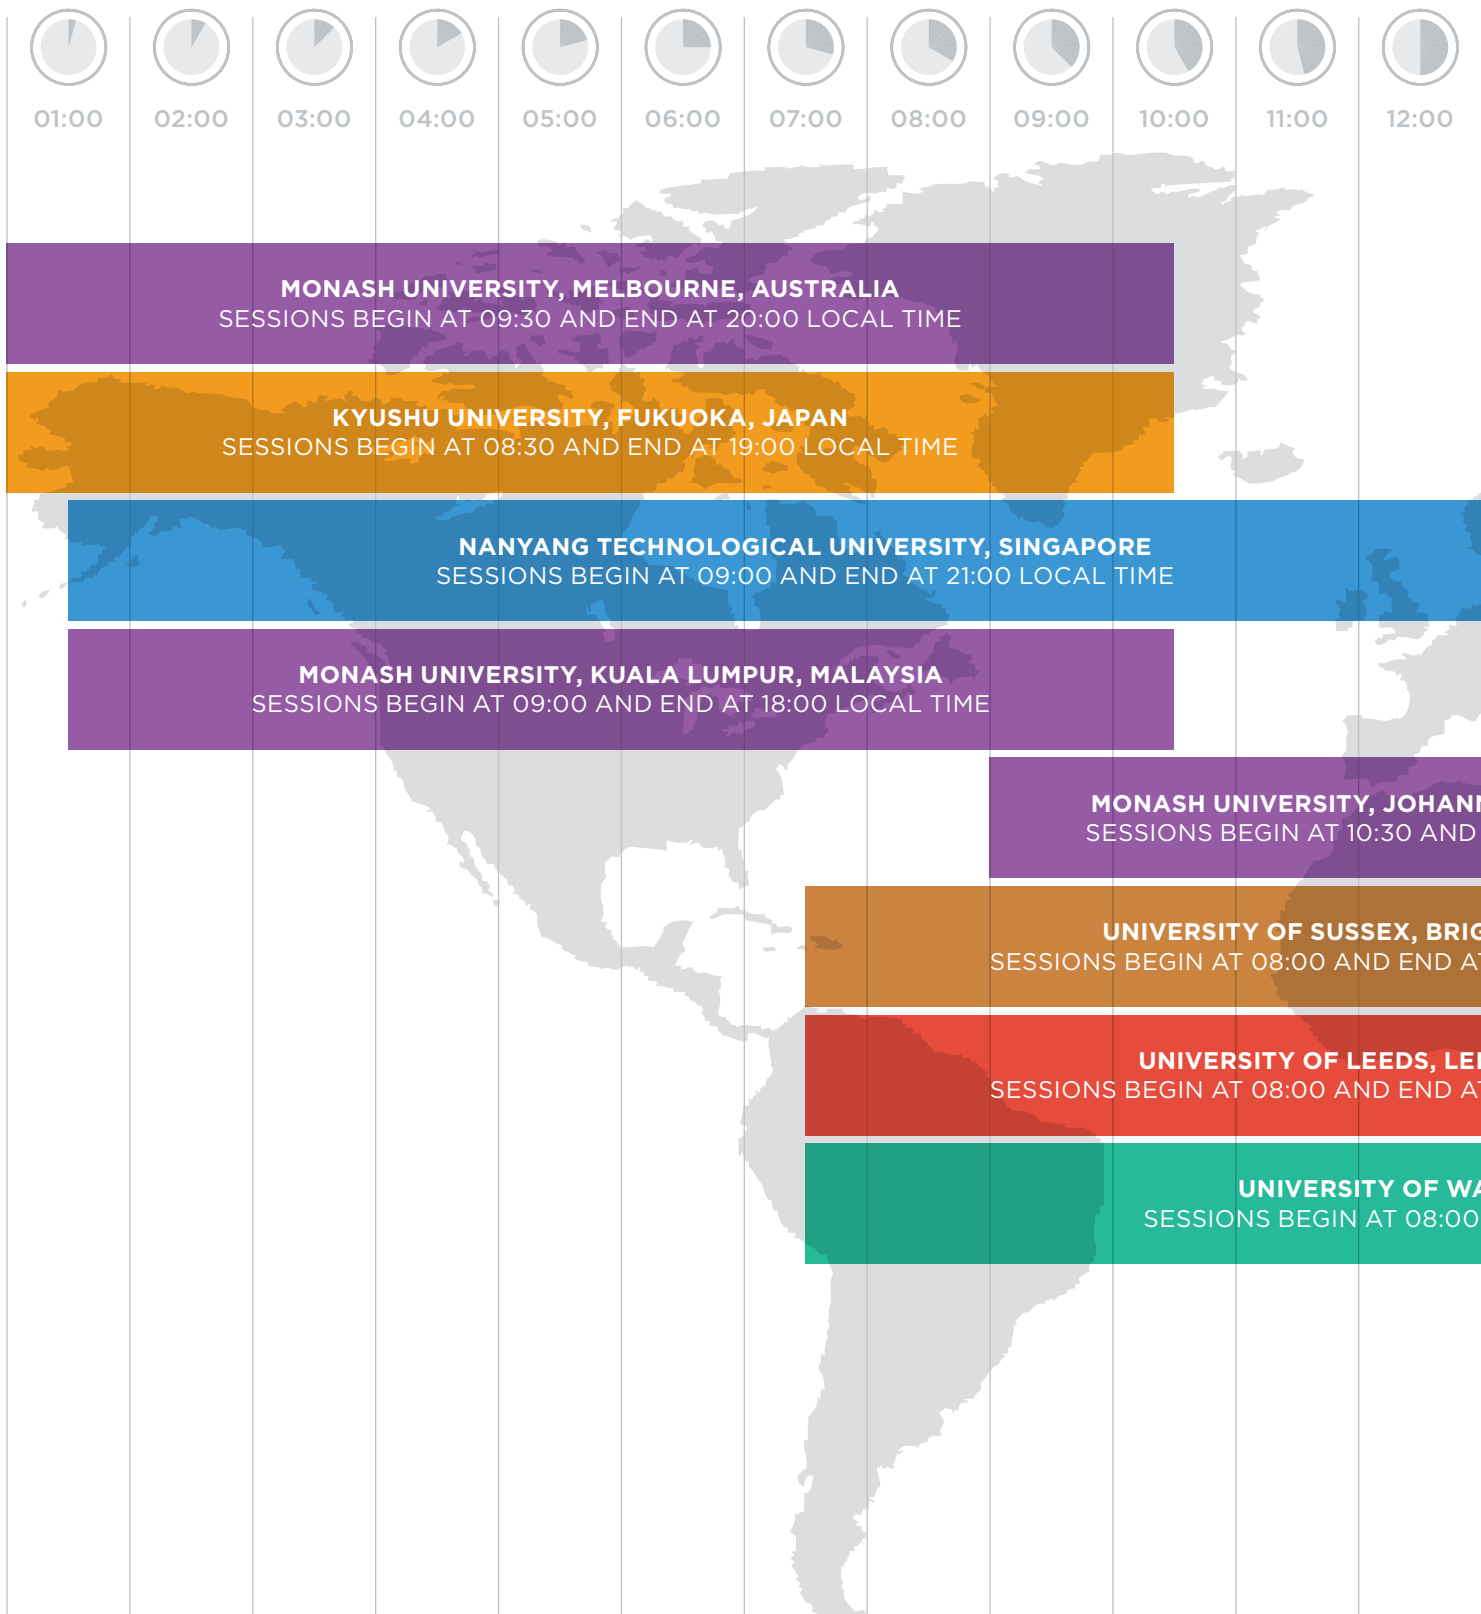 01:00 02:00 03:00 04:00 05:00 06:00 07:00 08:00 09:00 10:00 11:00 12:00
MONASH UNIVERSITY, MELBOURNE, AUSTRALIA
SESSIONS BEGIN AT 09:30 AND END AT 20:00 LOCAL TIME
KYUSHU UNIVERSITY, FUKUOKA, JAPAN
SESSIONS BEGIN AT 08:30 AND END AT 19:00 LOCAL TIME
NANYANG TECHNOLOGICAL UNIVERSITY, SINGAPORE
SESSIONS BEGIN AT 09:00 AND END AT 21:00 LOCAL TIME
MONASH UNIVERSITY, KUALA LUMPUR, MALAYSIA
SESSIONS BEGIN AT 09:00 AND END AT 18:00 LOCAL TIME
MONASH UNIVERSITY,
SESSIONS BEGIN AT 10:30 AND
UNIVERSITY OF SUSSEX,
SESSIONS BEGIN AT 08:00 AND END AT
UNIVERSITY OF LEEDS,
SESSIONS BEGIN AT 08:00 AND END AT
UNIVERSITY OF
SESSIONS BEGIN AT 08:00